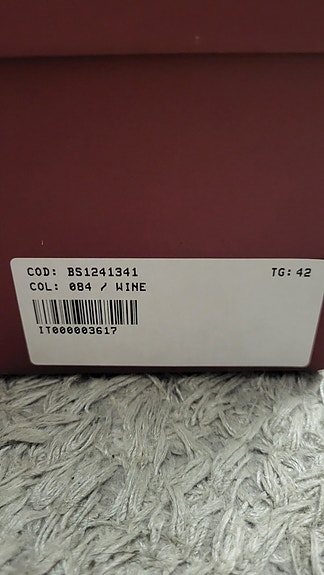 COD: BS1241341 TG: 42
COL: 084 / WINE
IT000003617